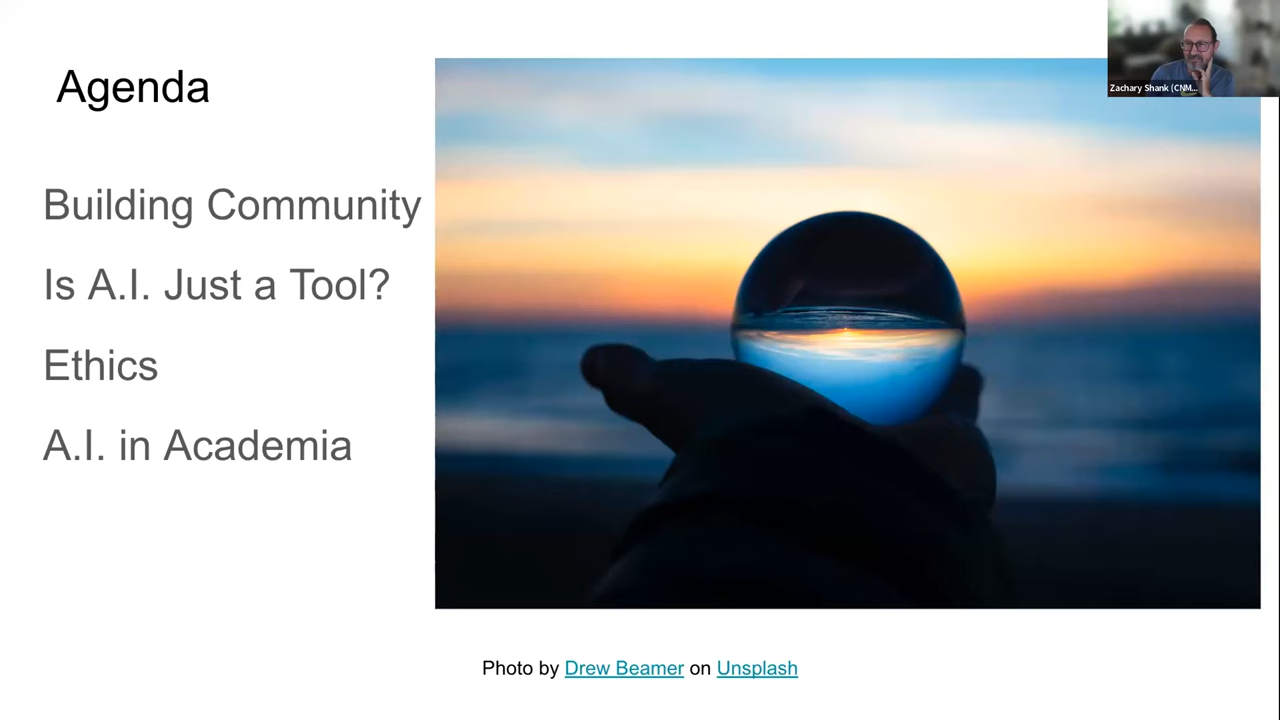 Agenda
Building Community
Is A.I. Just a Tool?
Ethics
A.I. in Academia
Zachary Shank (CNM...
Photo by Drew Beamer on Unsplash